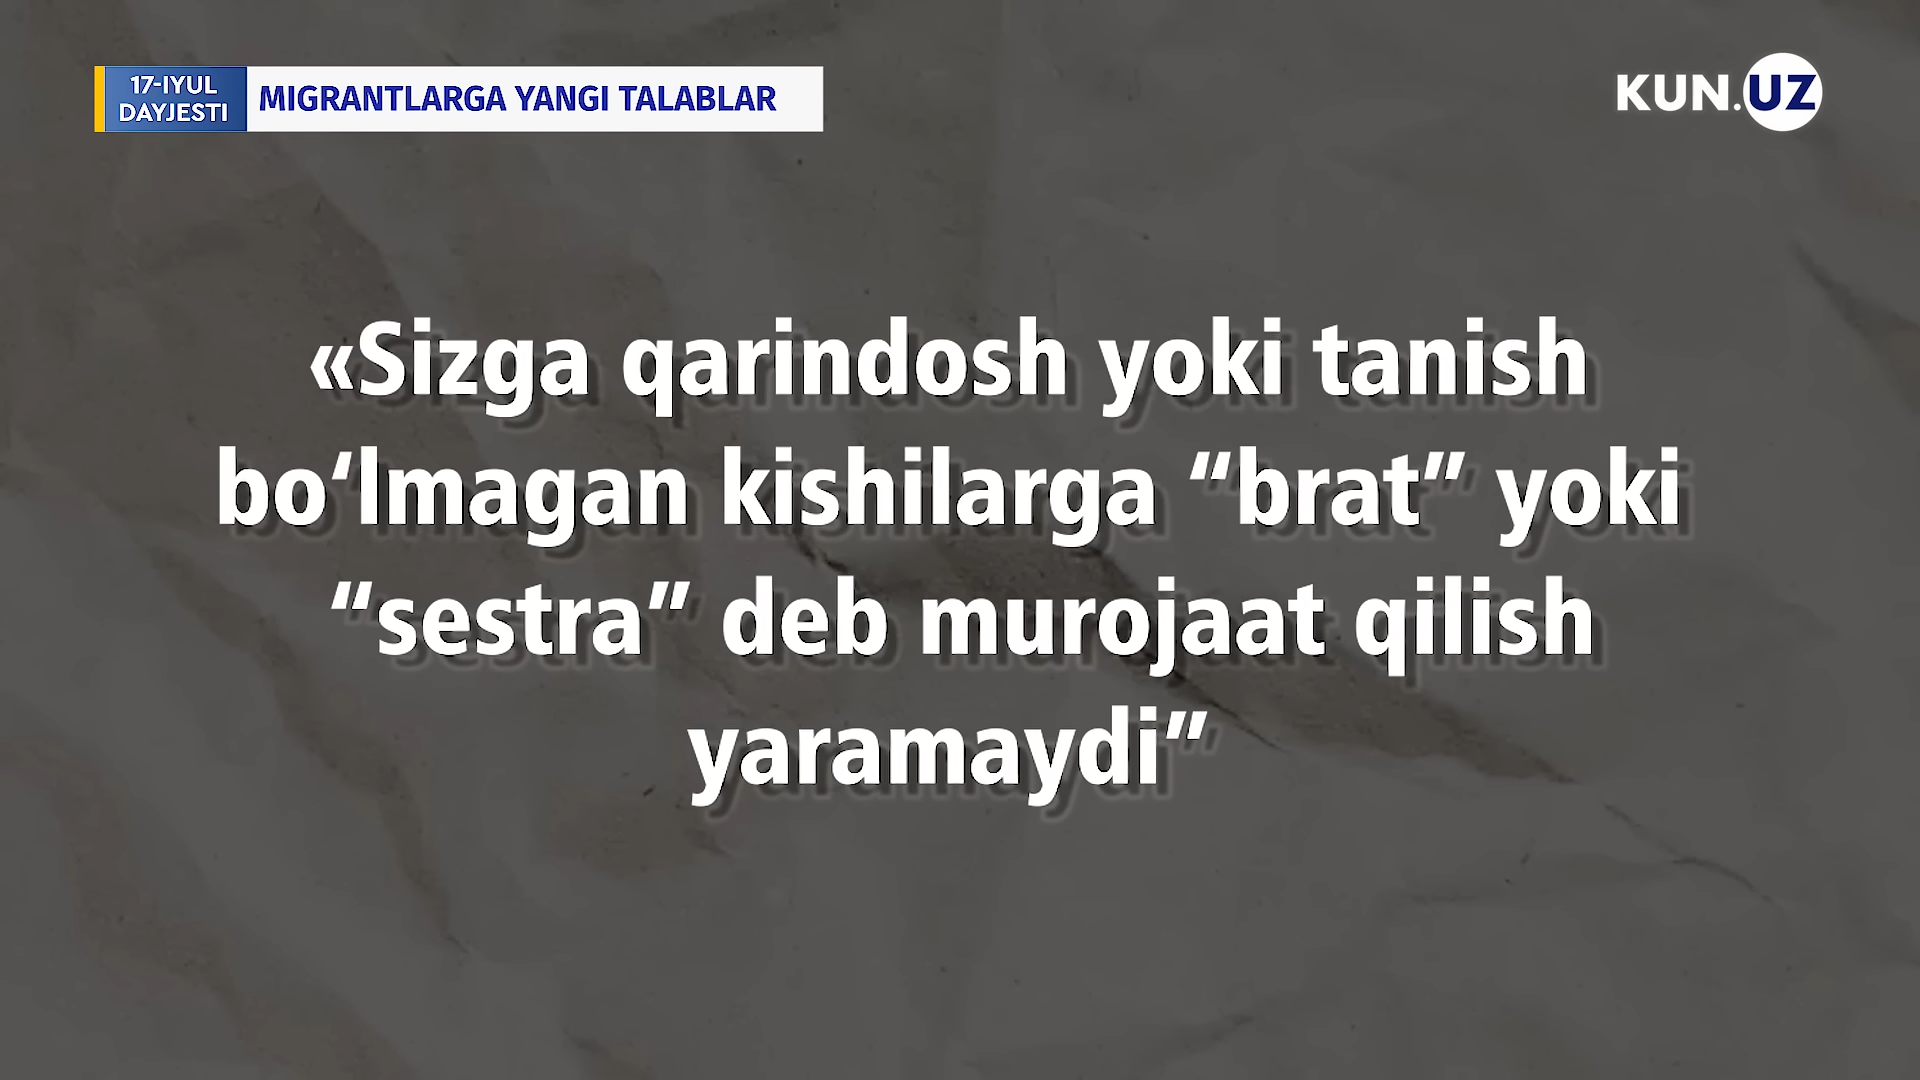 17-IYUL
DAYJESTI
MIGRANTLARGA YANGI TALABLAR
KUN.UZ
«Sizga qarindosh yoki tanish
bo‘lmagan kishilarga “brat” yoki
“sestra” deb murojaat qilish
yaramaydi”